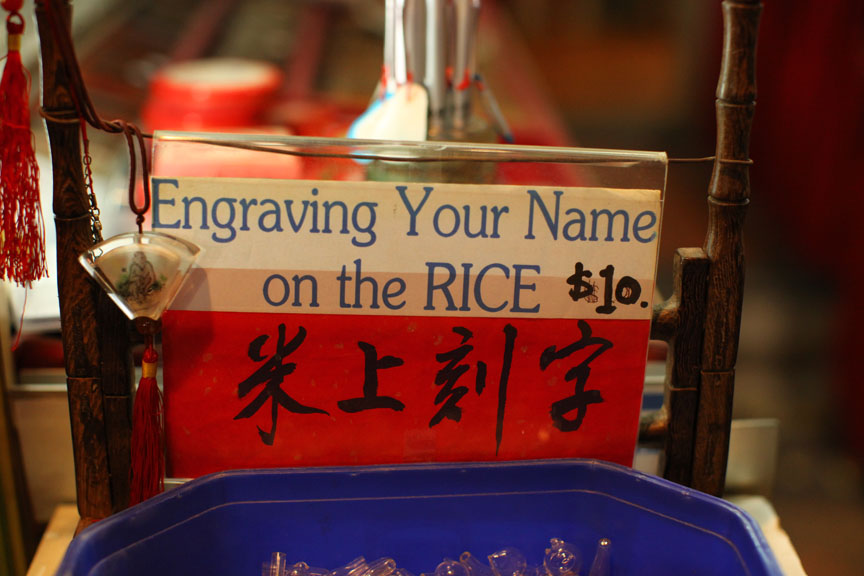 Engraving Your Name
on the RICE $10.
米上刻字